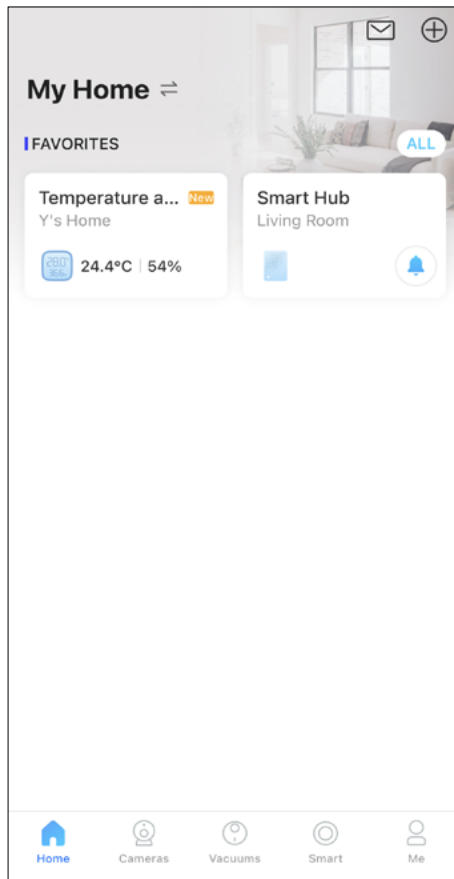 My Home
FAVORITES
ALL
Temperature a... New
Y's Home
24.4°C | 54%
Smart Hub
Living Room
Home
Cameras
Vacuums
Smart
Me